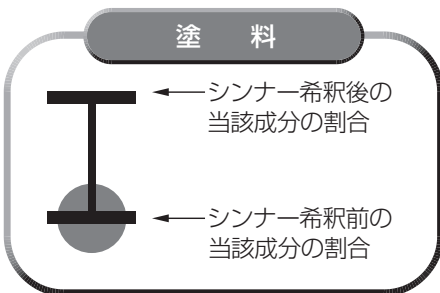 塗 料
シンナー希釈後の
当該成分の割合
シンナー希釈前の
当該成分の割合